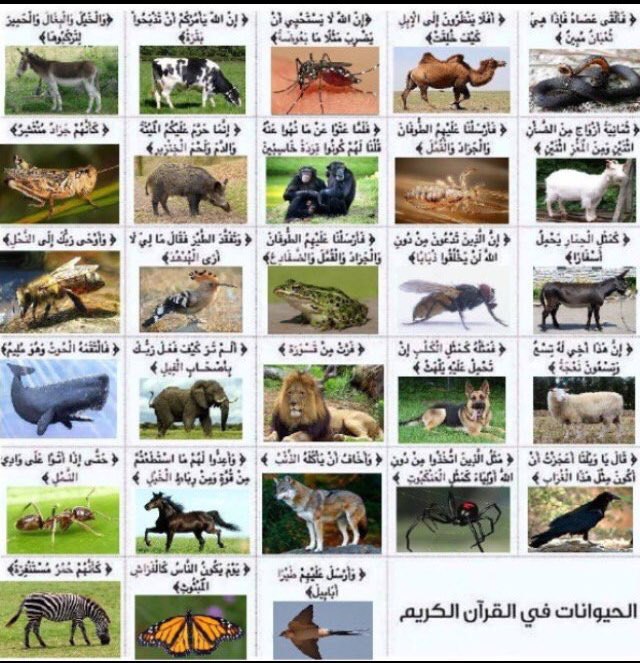 ﴿ فَأَلْقَى عَصَاهُ فَإِذَا هِيَ
ثُعْبَانٌ مُبِينٌ ﴾
﴿ أَفَلَا يَنْظُرُونَ إِلَى الْإِبِلِ
كَيْفَ خُلِقَتْ ﴾
﴿إِنَّ اللَّهَ لَا يَسْتَحْيِي أَنْ
يَضْرِبَ مَثَلًا مَا بَعُوضَةً﴾
﴿ إِنَّ اللَّهَ يَأْمُرُكُمْ أَنْ تَذْبَحُوا
بَقَرَةً ﴾
﴿وَالْخَيْلَ وَالْبِغَالَ وَالْحَمِيرَ
لِتَرْكَبُوهَا ﴾
﴿ ثَمَانِيَةَ أَزْوَاجٍ مِنَ الضَّأْنِ
اثْنَيْنِ وَمِنَ الْمَعْزِ اثْنَيْنِ ﴾
﴿ فَأَرْسَلْنَا عَلَيْهِمُ الطُّوفَانَ
وَالْجَرَادَ وَالْقُمَّلَ ﴾
﴿ فَلَمَّا عَتَوْا عَنْ مَا نُهُوا عَنْهُ
قُلْنَا لَهُمْ كُونُوا قِرَدَةً خَاسِئِينَ
﴿ إِنَّمَا حَرَّمَ عَلَيْكُمُ الْمَيْتَةَ
وَالدَّمَ وَلَحْمَ الْخِنْزِيرِ ﴾
﴿ كَأَنَّهُمْ جَرَادٌ مُنْتَشِرٌ ﴾
﴿ كَمَثَلِ الْحِمَارِ يَحْمِلُ
أَسْفَارًا ﴾
﴿ إِنَّ الَّذِينَ تَدْعُونَ مِنْ دُونِ
اللَّهِ لَنْ يَخْلُقُوا ذُبَابًا ﴾
﴿ فَأَرْسَلْنَا عَلَيْهِمُ الطُّوفَانَ
وَالْجَرَادَ وَالْقُمَّلَ وَالضَّفَادِعَ ﴾
﴿ وَتَفَقَّدَ الطَّيْرَ فَقَالَ مَا لِيَ لَا
أَرَى الْهُدْهُدَ ﴾
﴿ وَأَوْحَى رَبُّكَ إِلَى النَّحْلِ ﴾
﴿ إِنَّ هَذَا أَخِي لَهُ تِسْعٌ
وَتِسْعُونَ نَعْجَةً ﴾
﴿ فَمَثَلُهُ كَمَثَلِ الْكَلْبِ إِنْ
تَحْمِلْ عَلَيْهِ يَلْهَثْ ﴾
﴿ فَرَّتْ مِنْ قَسْوَرَةٍ ﴾
﴿ أَلَمْ تَرَ كَيْفَ فَعَلَ رَبُّكَ
بِأَصْحَابِ الْفِيلِ ﴾
﴿ فَالْتَقَمَهُ الْحُوتُ وَهُوَ مُلِيمٌ ﴾
﴿ قَالَ يَا وَيْلَتَا أَعَجَزْتُ أَنْ
أَكُونَ مِثْلَ هَذَا الْغُرَابِ ﴾
﴿ مَثَلُ الَّذِينَ اتَّخَذُوا مِنْ دُونِ
اللَّهِ أَوْلِيَاءَ كَمَثَلِ الْعَنْكَبُوتِ ﴾
﴿ وَأَخَافُ أَنْ يَأْكُلَهُ الذِّئْبُ ﴾
﴿ وَأَعِدُّوا لَهُمْ مَا اسْتَطَعْتُمْ
مِنْ قُوَّةٍ وَمِنْ رِبَاطِ الْخَيْلِ ﴾
﴿ حَتَّى إِذَا أَتَوْا عَلَى وَادِي
النَّمْلِ ﴾
الحيوانات في القرآن الكريم
﴿ وَأَرْسَلَ عَلَيْهِمْ طَيْرًا
أَبَابِيلَ ﴾
﴿ يَوْمَ يَكُونُ النَّاسُ كَالْفَرَاشِ
الْمَبْثُوثِ ﴾
﴿ كَأَنَّهُمْ حُمُرٌ مُسْتَنْفِرَةٌ ﴾